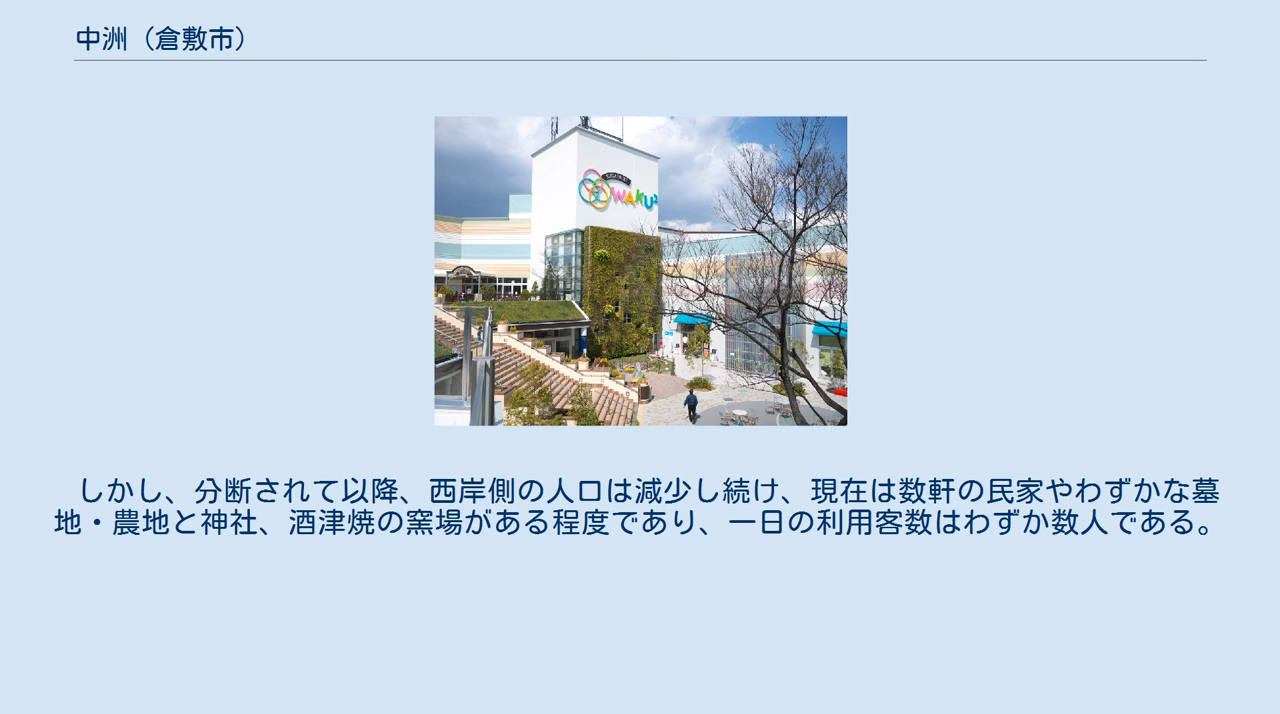 中洲（倉敷市）
WAKU²
しかし、分断されて以降、西岸側の人口は減少し続け、現在は数軒の民家やわずかな墓
地・農地と神社、酒津焼の窯場がある程度であり、一日の利用客数はわずか数人である。